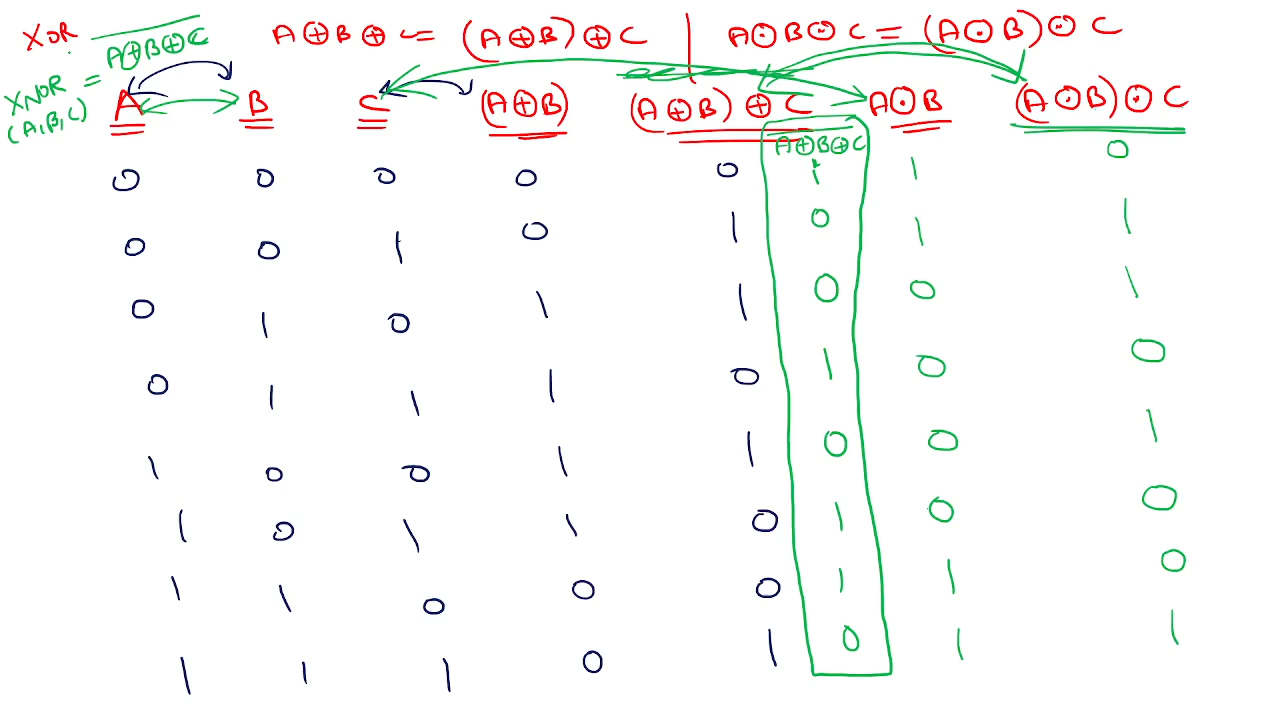 XOR A⊕B⊕C = (A⊕B)⊕C | A⊙B⊙C = (A⊙B)⊙C
XNOR (A,B,C) = \overline{A⊕B⊕C}
A B C (A⊕B) (A⊕B)⊕C \overline{A⊕B⊕C} A⊙B (A⊙B)⊙C
0 0 0 0 0 1 1 0
0 0 1 0 1 0 1 1
0 1 0 1 1 0 0 1
0 1 1 1 0 1 0 0
1 0 0 1 1 0 0 1
1 0 1 1 0 1 0 0
1 1 0 0 0 1 1 0
1 1 1 0 1 0 1 1